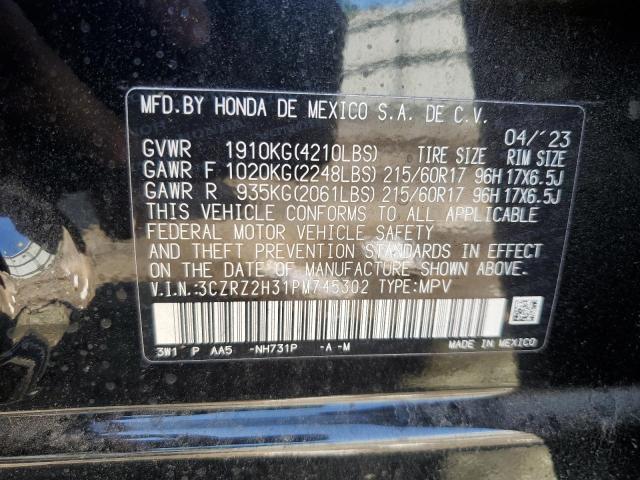 MFD.BY HONDA DE MEXICO S.A. DE C.V.
04/'23
GVWR 1910KG(4210LBS) TIRE SIZE RIM SIZE
GAWR F 1020KG(2248LBS) 215/60R17 96H 17X6.5J
GAWR R 935KG(2061LBS) 215/60R17 96H 17X6.5J
THIS VEHICLE CONFORMS TO ALL APPLICABLE
FEDERAL MOTOR VEHICLE SAFETY
AND THEFT PREVENTION STANDARDS IN EFFECT
ON THE DATE OF MANUFACTURE SHOWN ABOVE.
V.I.N.:3CZRZ2H31PM745302 TYPE:MPV
3W1 P AA5 -NH731P -A-M MADE IN MEXICO